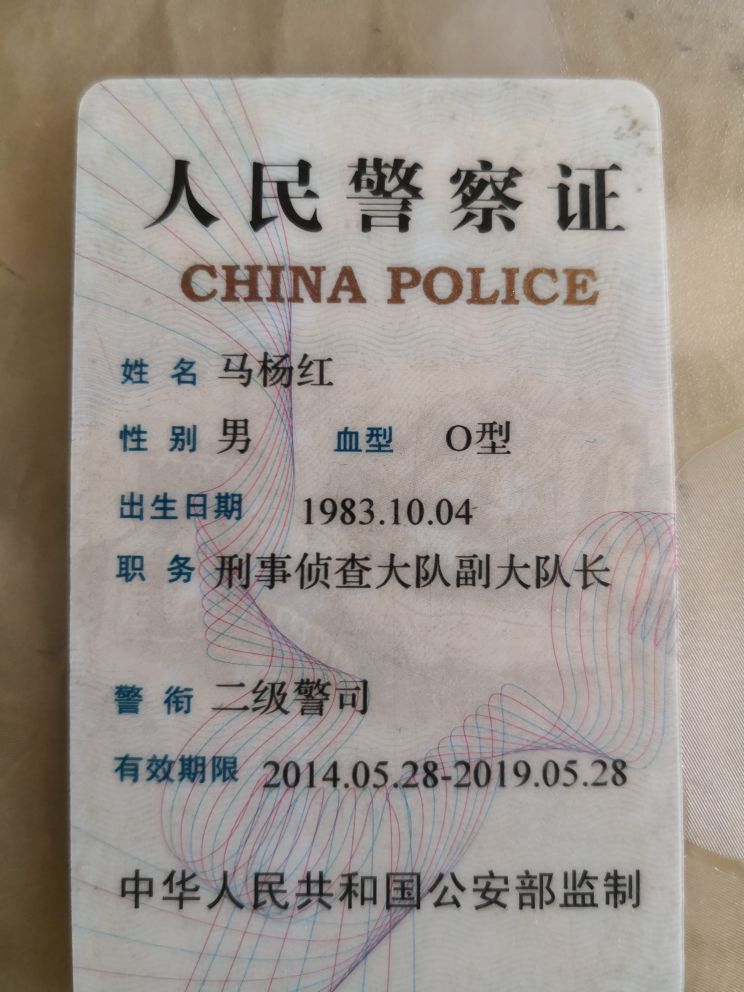 人民警察证
CHINA POLICE
姓名 马杨红
性别 男 血型 O型
出生日期 1983.10.04
职务 刑事侦查大队副大队长
警衔 二级警司
有效期限 2014.05.28-2019.05.28
中华人民共和国公安部监制